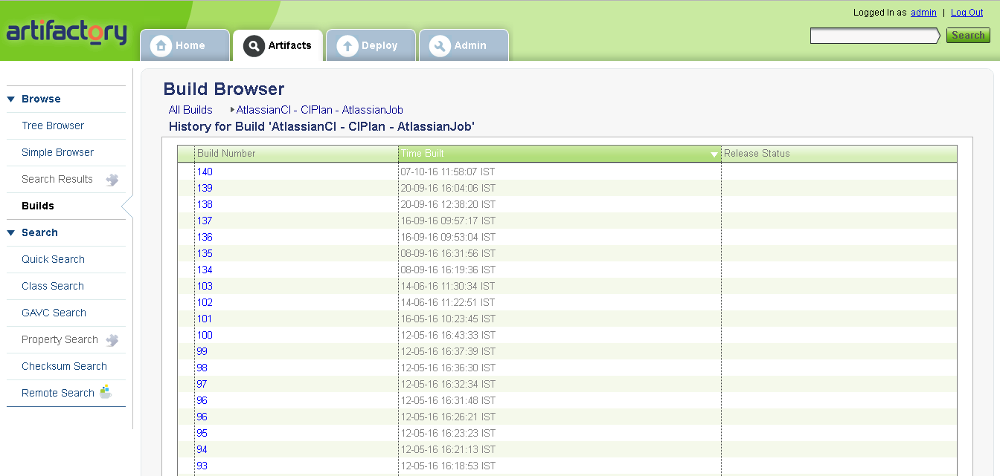 Logged In as admin | Log Out
artifactory
Home Artifacts Deploy Admin
Search
Browse
Tree Browser
Simple Browser
Search Results
Builds
Search
Quick Search
Class Search
GAVC Search
Property Search
Checksum Search
Remote Search
Build Browser
All Builds AtlassianCI - CIPlan - AtlassianJob
History for Build 'AtlassianCI - CIPlan - AtlassianJob'
Build Number Time Built Release Status
140 07-10-16 11:58:07 IST
139 20-09-16 16:04:06 IST
138 20-09-16 12:38:20 IST
137 16-09-16 09:57:17 IST
136 16-09-16 09:53:04 IST
135 08-09-16 16:31:56 IST
134 08-09-16 16:19:36 IST
103 14-06-16 11:30:34 IST
102 14-06-16 11:22:51 IST
101 16-05-16 10:23:45 IST
100 12-05-16 16:43:33 IST
99 12-05-16 16:37:39 IST
98 12-05-16 16:36:30 IST
97 12-05-16 16:32:34 IST
96 12-05-16 16:31:48 IST
96 12-05-16 16:26:21 IST
95 12-05-16 16:23:23 IST
94 12-05-16 16:21:13 IST
93 12-05-16 16:18:53 IST